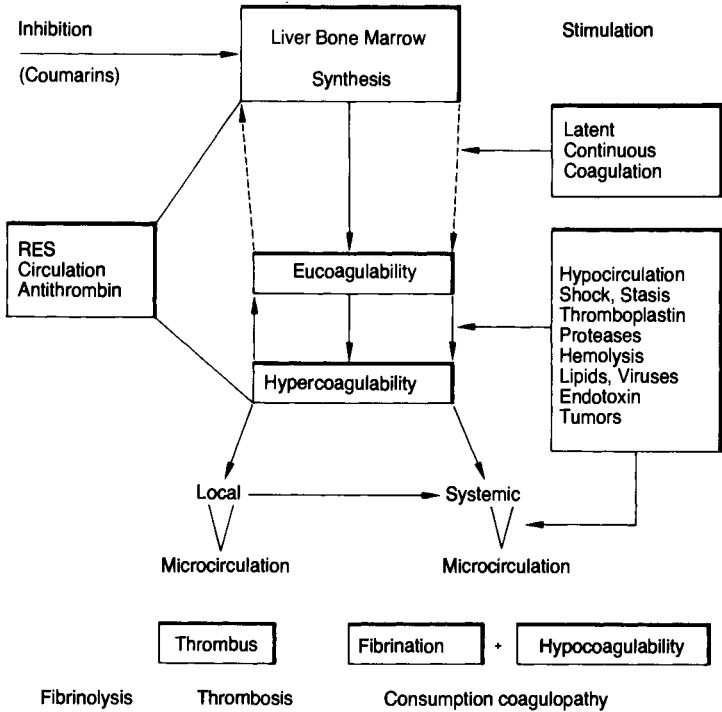 Inhibition
(Coumarins)
Liver Bone Marrow
Synthesis
Stimulation
Latent
Continuous
Coagulation
RES
Circulation
Antithrombin
Eucoagulability
Hypocirculation
Shock, Stasis
Thromboplastin
Proteases
Hemolysis
Lipids, Viruses
Endotoxin
Tumors
Hypercoagulability
Local
Systemic
Microcirculation
Microcirculation
Thrombus
Fibrination + Hypocoagulability
Fibrinolysis
Thrombosis
Consumption coagulopathy